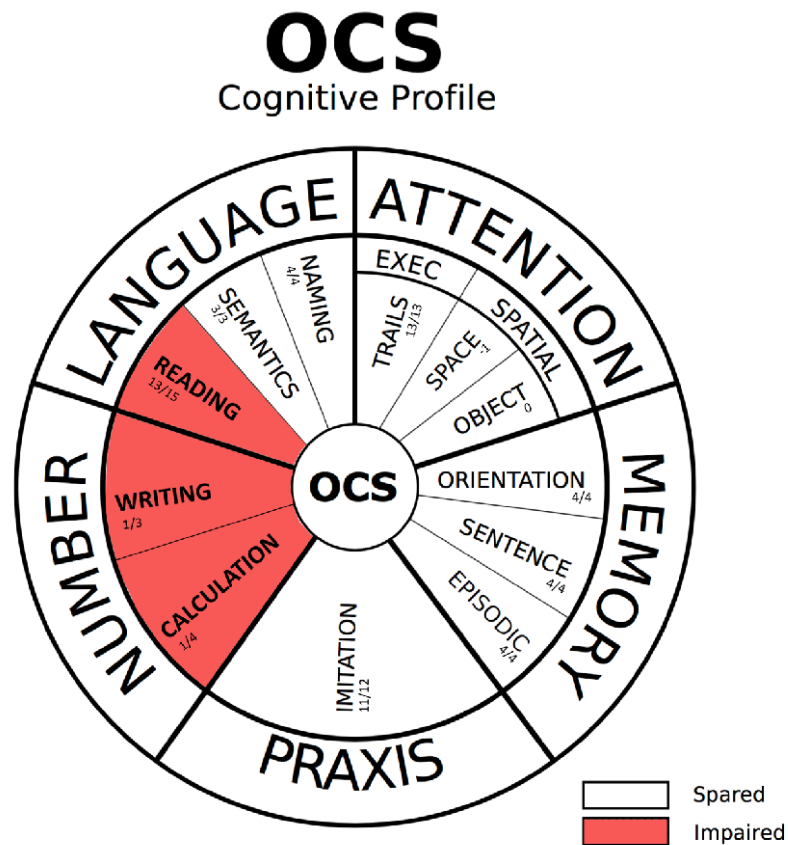 OCS
Cognitive Profile
LANGUAGE
ATTENTION
MEMORY
PRAXIS
NUMBER
NAMING
4/4
SEMANTICS
3/3
READING
13/15
WRITING
1/3
CALCULATION
1/4
IMITATION
11/12
EPISODIC
4/4
SENTENCE
4/4
ORIENTATION
4/4
SPATIAL
OBJECT
0
SPACE
EXEC
TRAILS
13/13
OCS
Spared
Impaired